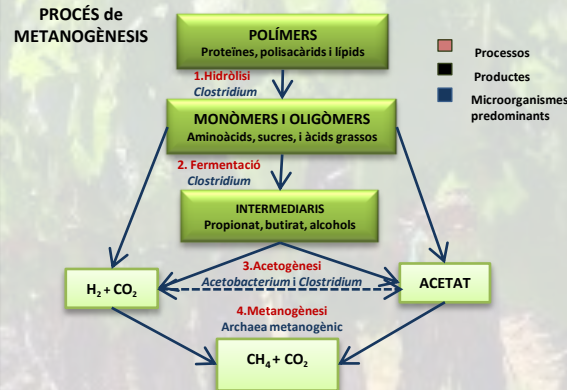 PROCÉS de
METANOGÈNESIS
POLÍMERS
Proteïnes, polisacàrids i lípids
1.Hidròlisi
Clostridium
MONÒMERS I OLIGÒMERS
Aminoàcids, sucres, i àcids grassos
2. Fermentació
Clostridium
INTERMEDIARIS
Propionat, butirat, alcohols
3.Acetogènesi
Acetobacterium i Clostridium
H₂ + CO₂
ACETAT
4.Metanogènesi
Archaea metanogènic
CH₄ + CO₂
Processos
Productes
Microorganismes
predominants